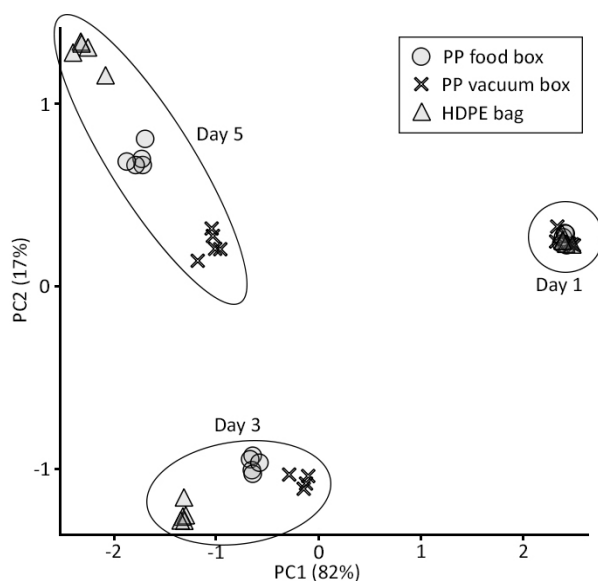 PP food box
PP vacuum box
HDPE bag
1
Day 5
PC2 (17%)
0
Day 1
Day 3
-1
-2
-1
0
1
2
PC1 (82%)